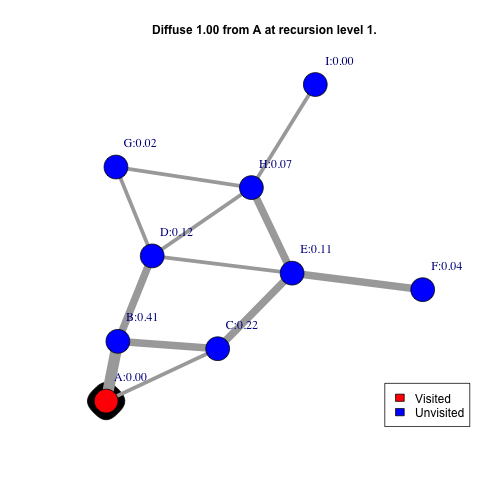 Diffuse 1.00 from A at recursion level 1.
I:0.00
G:0.02
H:0.07
D:0.12
E:0.11
F:0.04
B:0.41
C:0.22
A:0.00
Visited
Unvisited